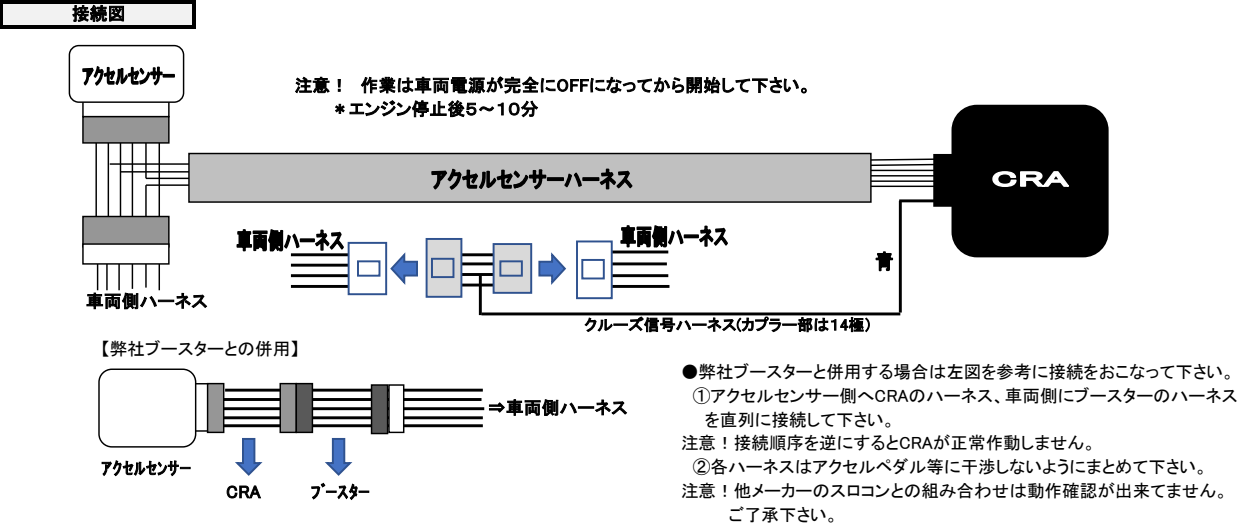 接続図
アクセルセンサー
注意！　作業は車両電源が完全にOFFになってから開始して下さい。
＊エンジン停止後５～１０分
アクセルセンサーハーネス
CRA
車両側ハーネス
車両側ハーネス
青
車両側ハーネス
クルーズ信号ハーネス(カプラー部は14極)
【弊社ブースターとの併用】
⇒車両側ハーネス
アクセルセンサー
CRA
ブースター
●弊社ブースターと併用する場合は左図を参考に接続をおこなって下さい。
①アクセルセンサー側へCRAのハーネス、車両側にブースターのハーネス
を直列に接続して下さい。
注意！接続順序を逆にするとCRAが正常作動しません。
②各ハーネスはアクセルペダル等に干渉しないようにまとめて下さい。
注意！他メーカーのスロコンとの組み合わせは動作確認が出来てません。
ご了承下さい。